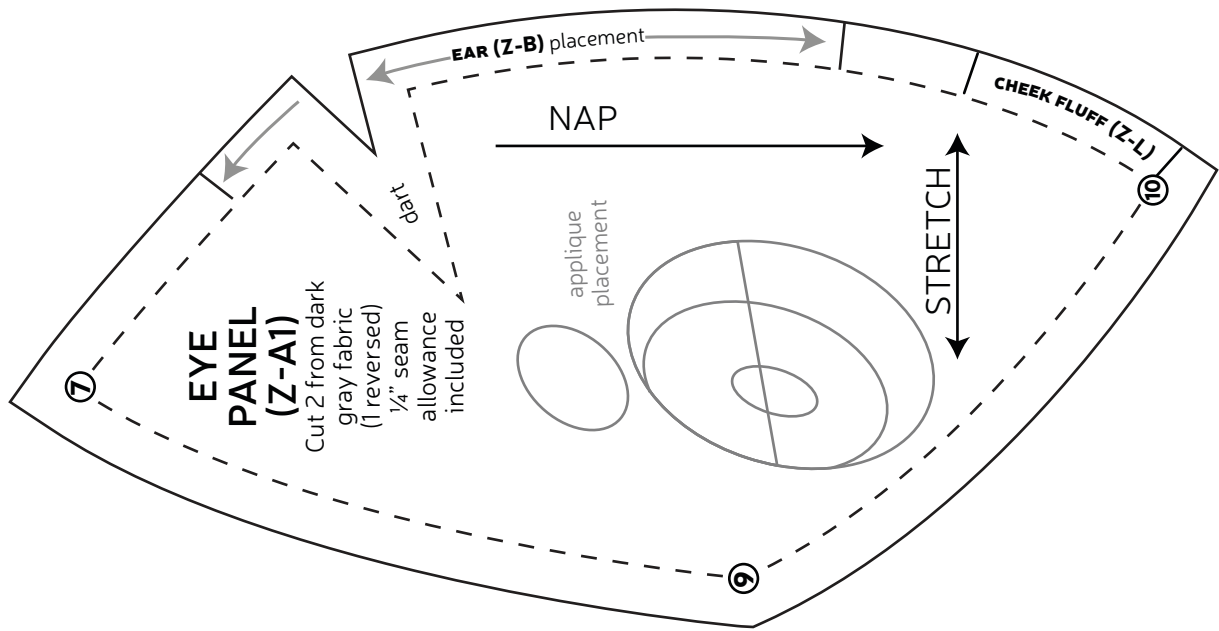 EAR (Z-B) placement
CHEEK FLUFF (Z-L)
NAP
STRETCH
10
dart
applique
placement
EYE
PANEL
(Z-A1)
Cut 2 from dark
gray fabric
(1 reversed)
¼” seam
allowance
included
7
9